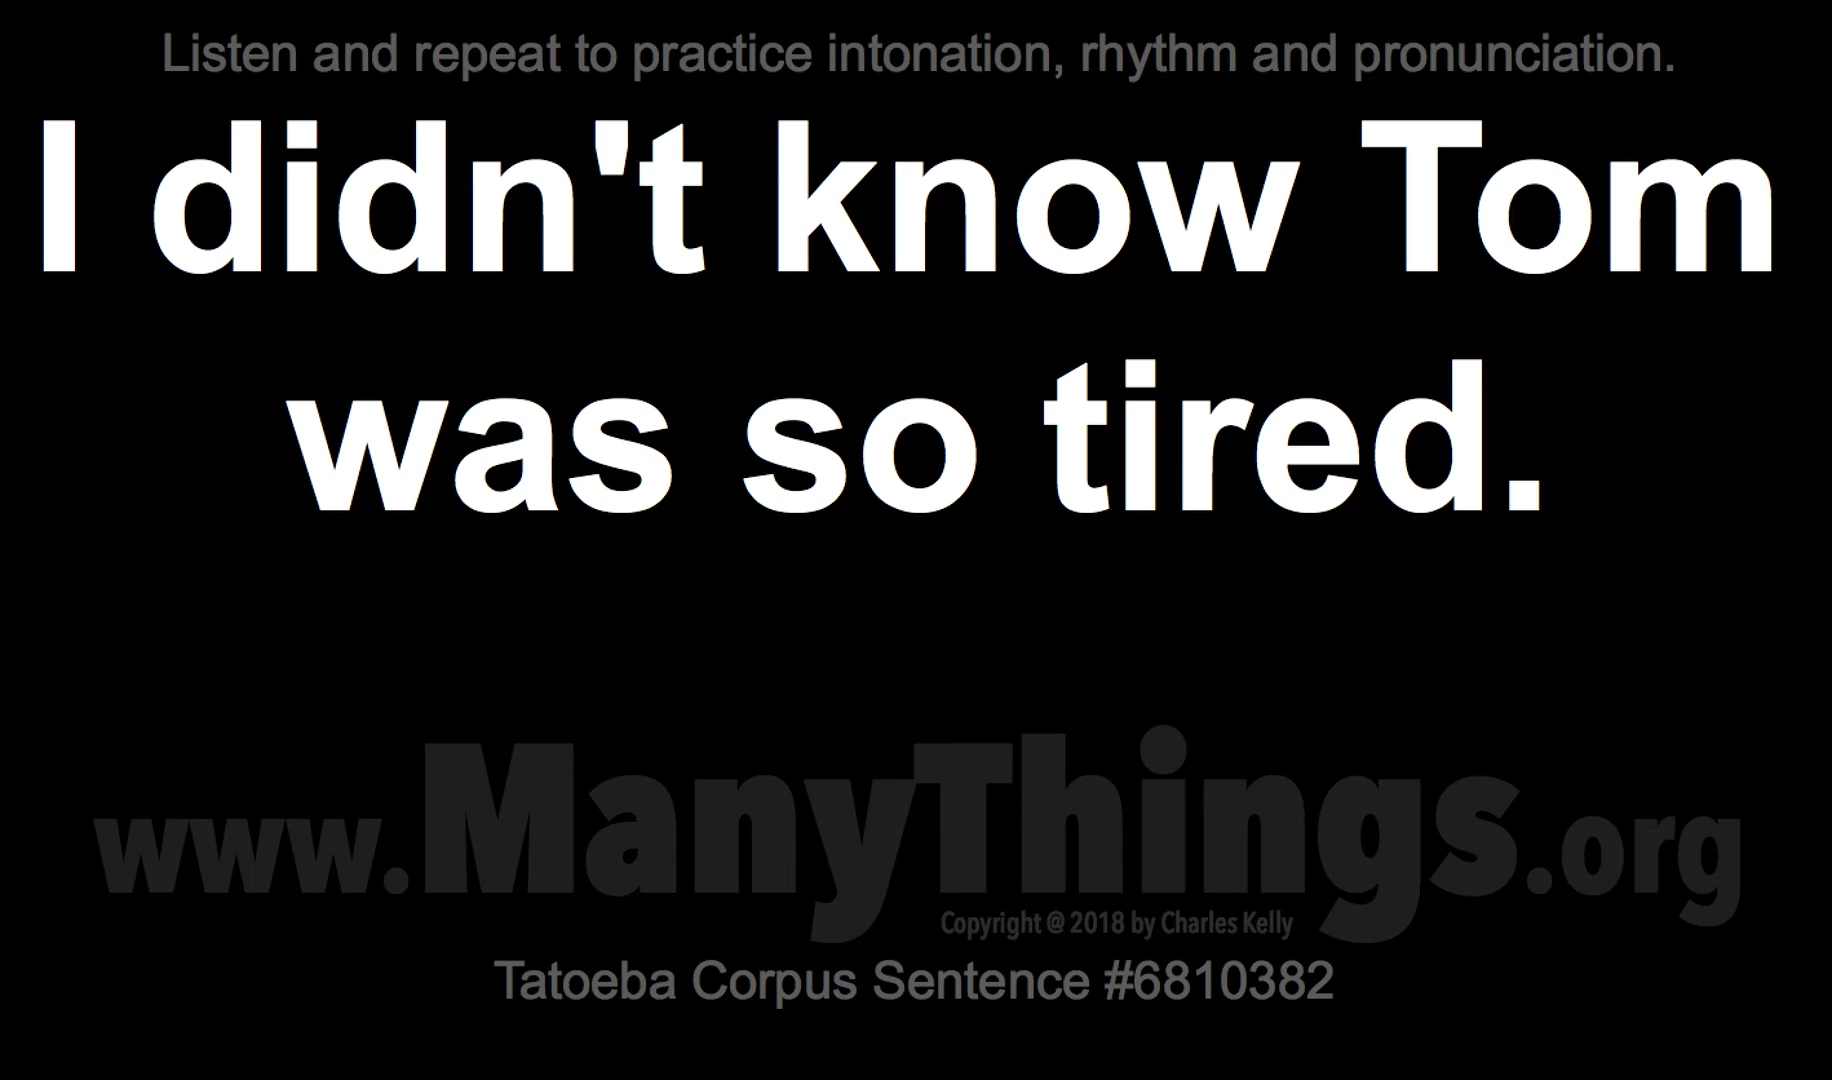 Listen and repeat to practice intonation, rhythm and pronunciation.
I didn't know Tom
was so tired.
www.ManyThings.org
Copyright @ 2018 by Charles Kelly
Tatoeba Corpus Sentence #6810382